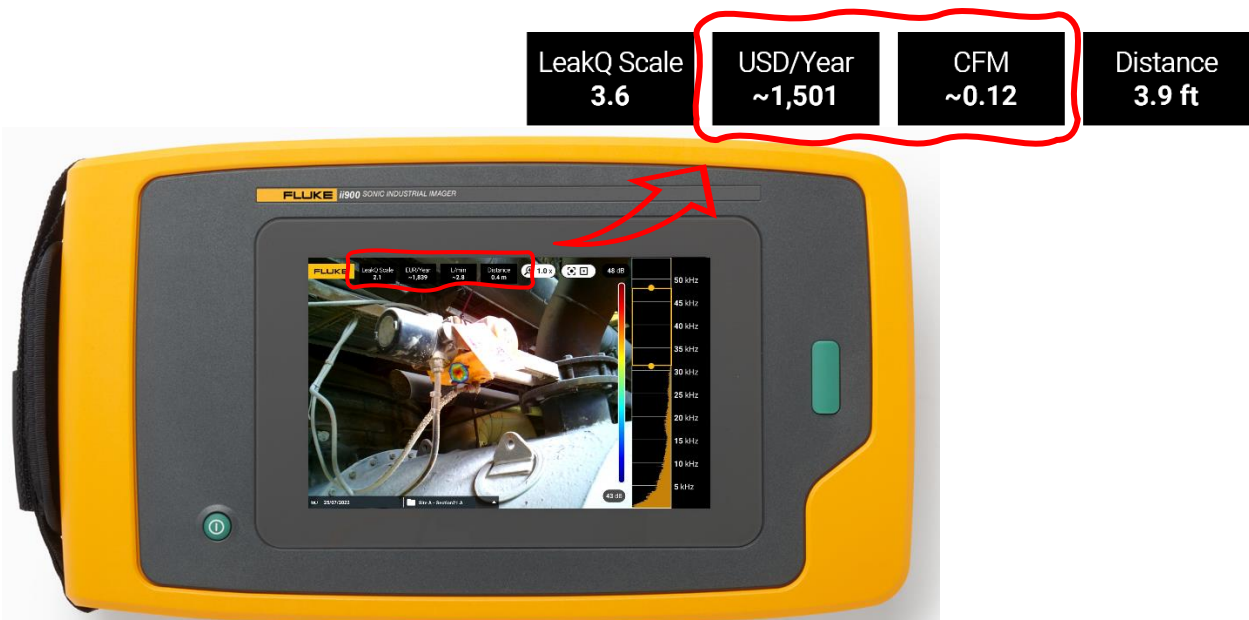 LeakQ Scale
3.6
USD/Year
~1,501
CFM
~0.12
Distance
3.9 ft
FLUKE ii900 SONIC INDUSTRIAL IMAGER
FLUKE
LeakQ Scale
2.1
EUR/Year
~1,839
L/min
~2.8
Distance
0.4 m
1.0 x
48 dB
50 kHz
45 kHz
40 kHz
35 kHz
30 kHz
25 kHz
20 kHz
15 kHz
10 kHz
5 kHz
43 dB
25/07/2023